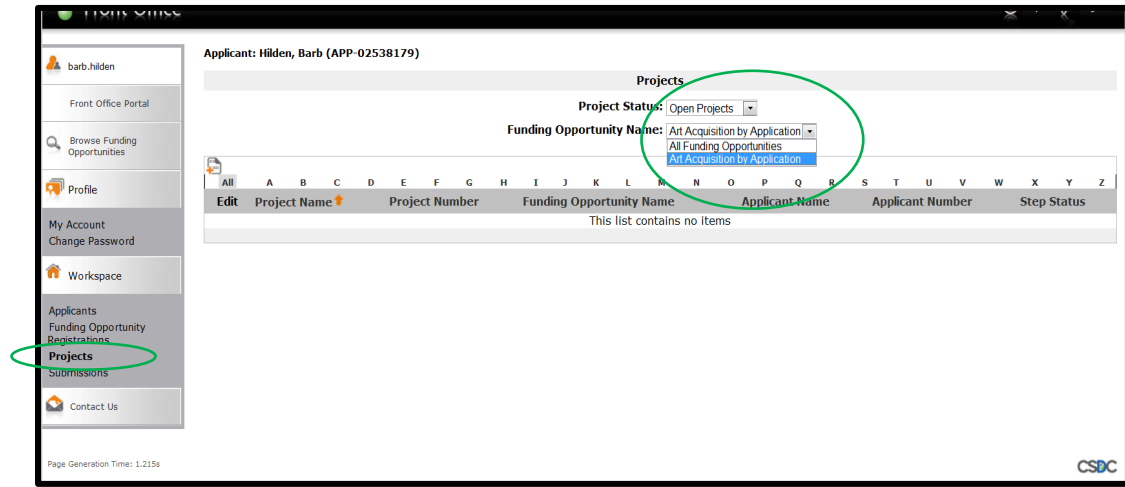 Front Office
barb.hilden
Front Office Portal
Browse Funding
Opportunities
Profile
My Account
Change Password
Workspace
Applicants
Funding Opportunity
Registrations
Projects
Submissions
Contact Us
Page Generation Time: 1.215s
Applicant: Hilden, Barb (APP-02538179)
Projects
Project Status: Open Projects
Funding Opportunity Name: Art Acquisition by Application
All Funding Opportunities
Art Acquisition by Application
All A B C D E F G H I J K L M N O P Q R S T U V W X Y Z
Edit Project Name Project Number Funding Opportunity Name Applicant Name Applicant Number Step Status
This list contains no items
CSDC